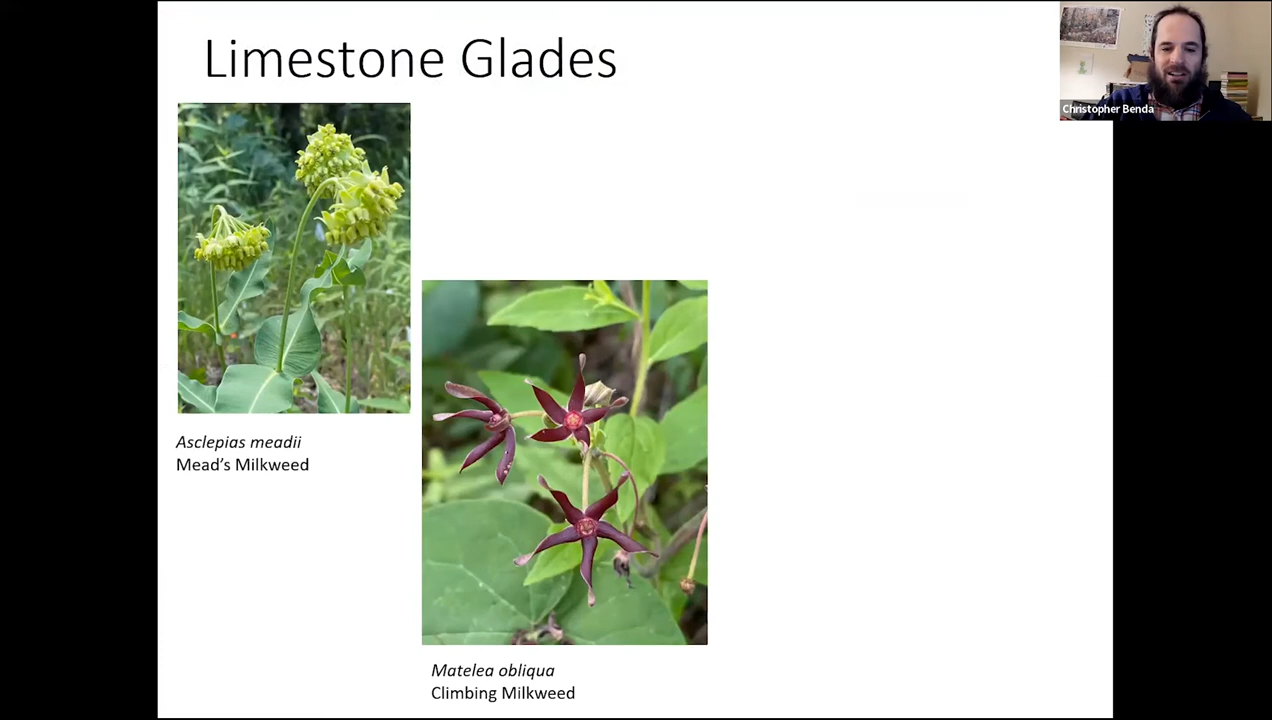 Limestone Glades
Christopher Benda
Asclepias meadii
Mead’s Milkweed
Matelea obliqua
Climbing Milkweed